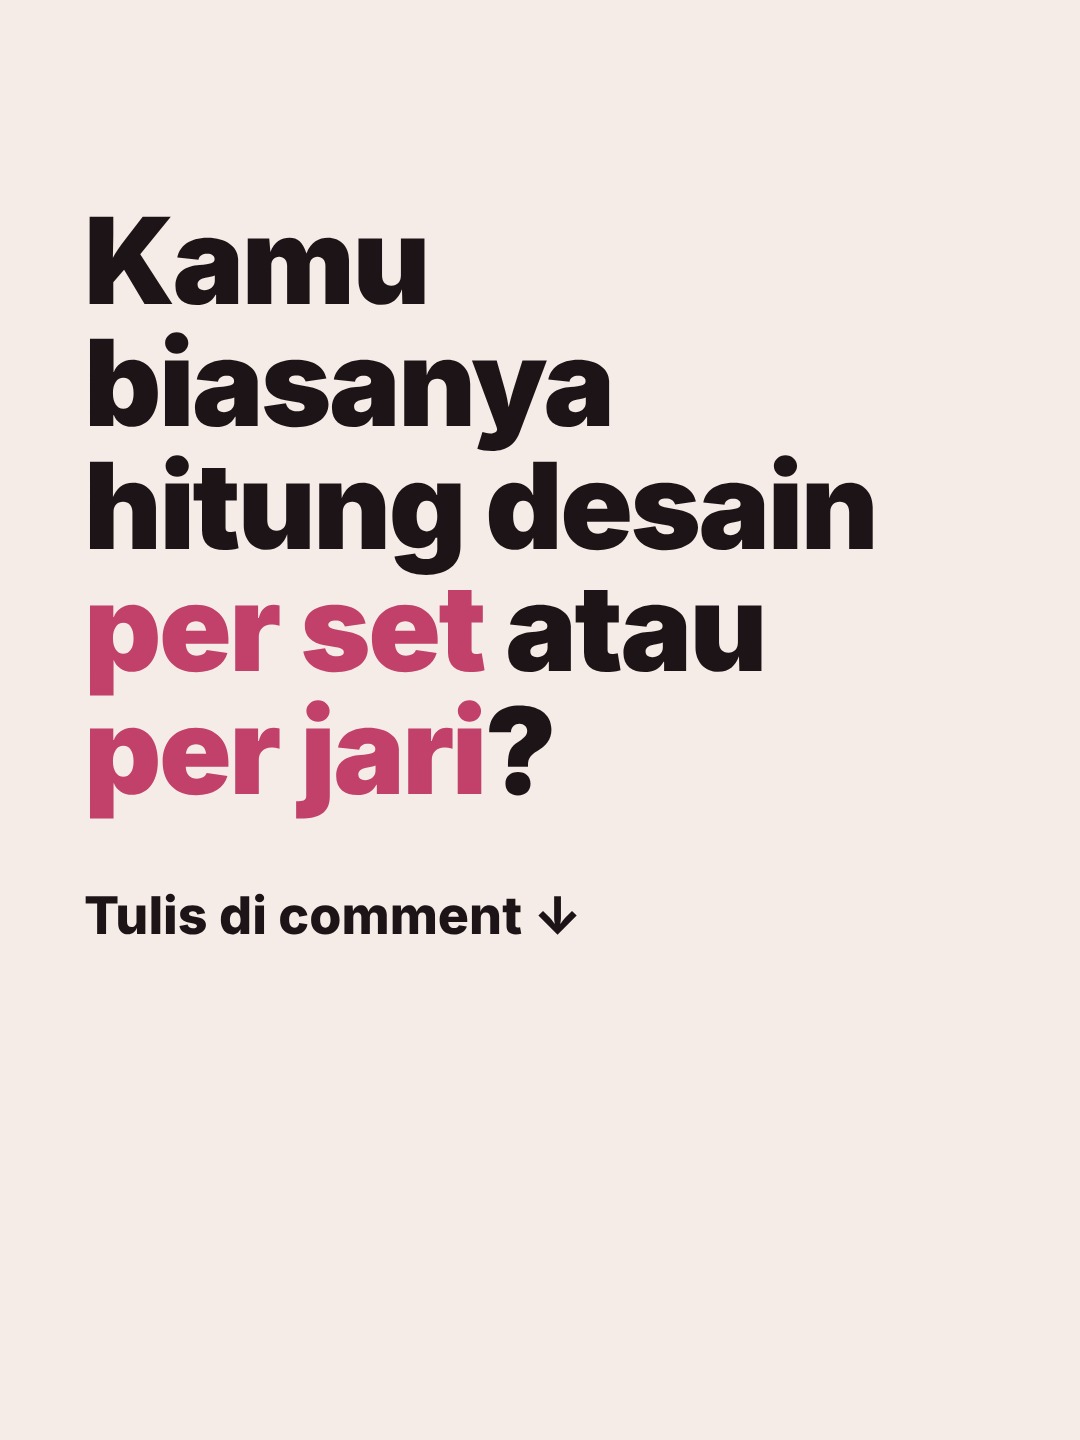 Kamu
biasanya
hitung desain
per set atau
per jari?
Tulis di comment ↓